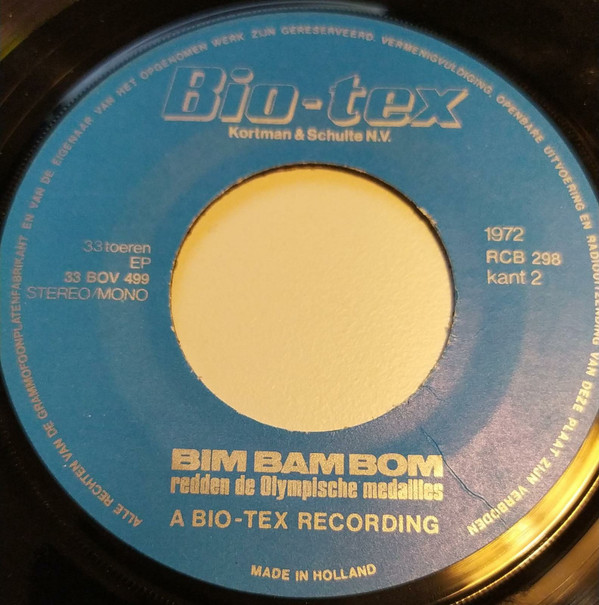 ALLE RECHTEN VAN DE GRAMMOFOONPLATENFABRIKANT EN VAN DE EIGENAAR VAN HET OPGENOMEN WERK ZIJN GERESERVEERD. VERMENIGVULDIGING, OPENBARE UITVOERING EN RADIOUITZENDING VAN DEZE PLAAT ZIJN VERBODEN
Bio-tex
Kortman & Schulte N.V.
33 toeren
EP
33 BOV 499
STEREO/MONO
1972
RCB 298
kant 2
BIM BAM BOM
redden de Olympische medailles
A BIO-TEX RECORDING
MADE IN HOLLAND